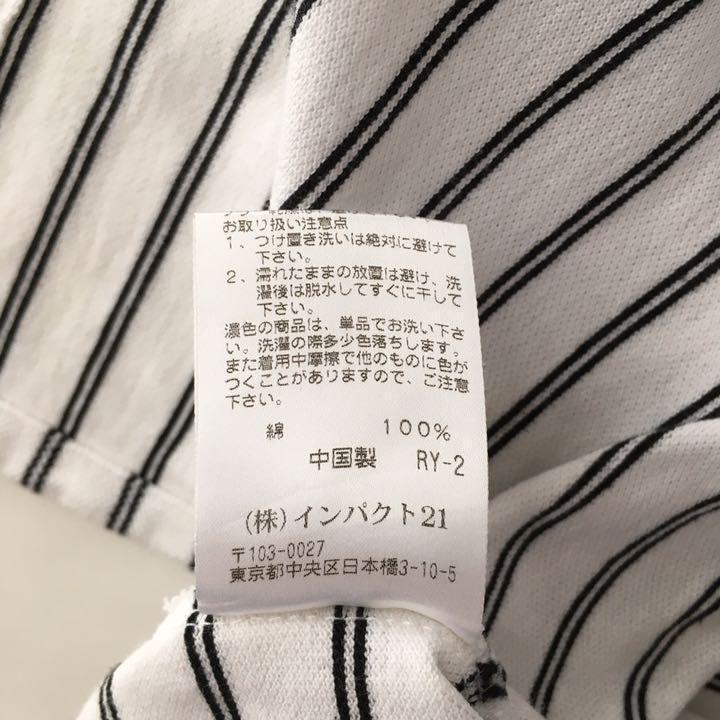 お取り扱い注意点
1、つけ置き洗いは絶対に避けて
下さい。
2、濡れたままの放置は避け、洗
濯後は脱水してすぐに干して
下さい。
濃色の商品は、単品でお洗い下さ
い。洗濯の際多少色落ちします。
また着用中摩擦で他のものに色が
つくことがありますので、ご注意
下さい。
綿 100%
中国製 RY-2
(株)インパクト21
〒103-0027
東京都中央区日本橋3-10-5